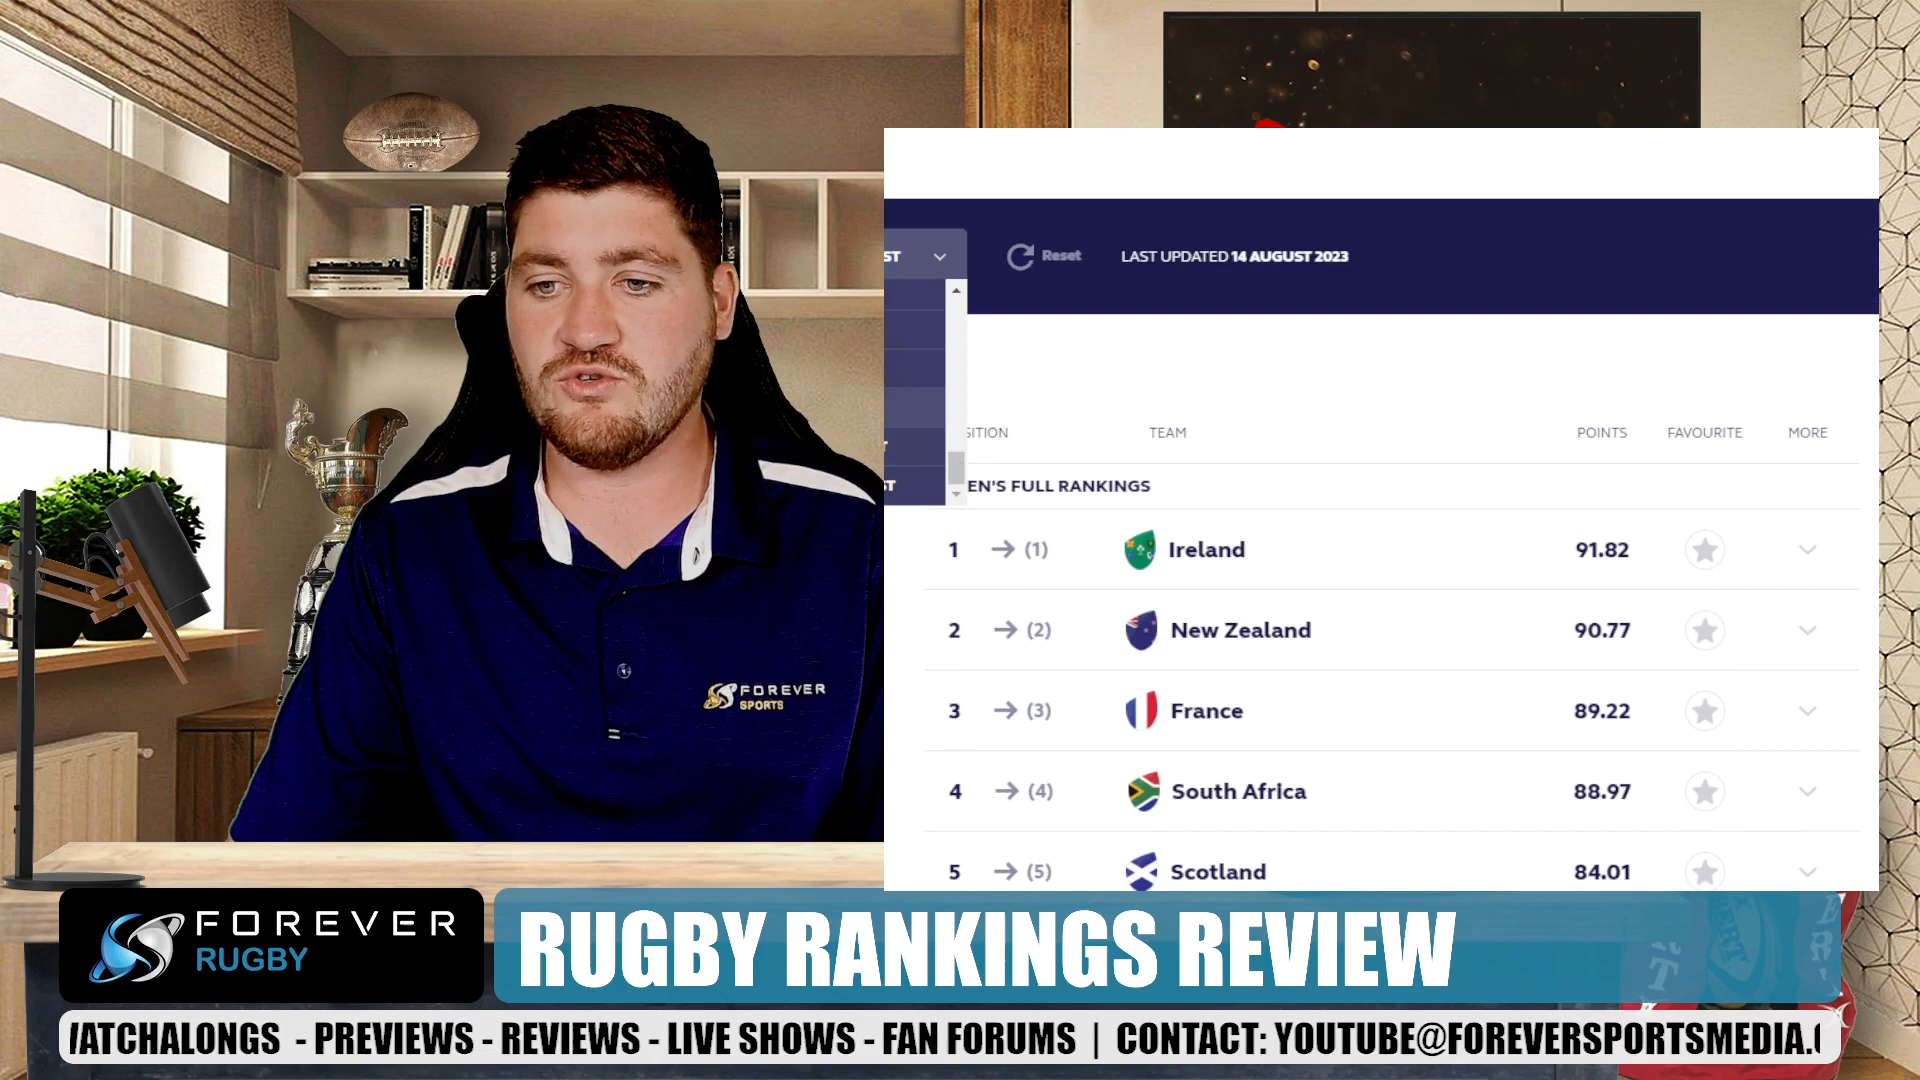 ST
Reset
LAST UPDATED 14 AUGUST 2023
SITION TEAM POINTS FAVOURITE MORE
ST
EN'S FULL RANKINGS
1 → (1) Ireland 91.82
2 → (2) New Zealand 90.77
3 → (3) France 89.22
4 → (4) South Africa 88.97
5 → (5) Scotland 84.01
FOREVER
SPORTS
FOREVER
RUGBY
RUGBY RANKINGS REVIEW
WATCHALONGS - PREVIEWS - REVIEWS - LIVE SHOWS - FAN FORUMS | CONTACT: YOUTUBE@FOREVERSPORTSMEDIA.